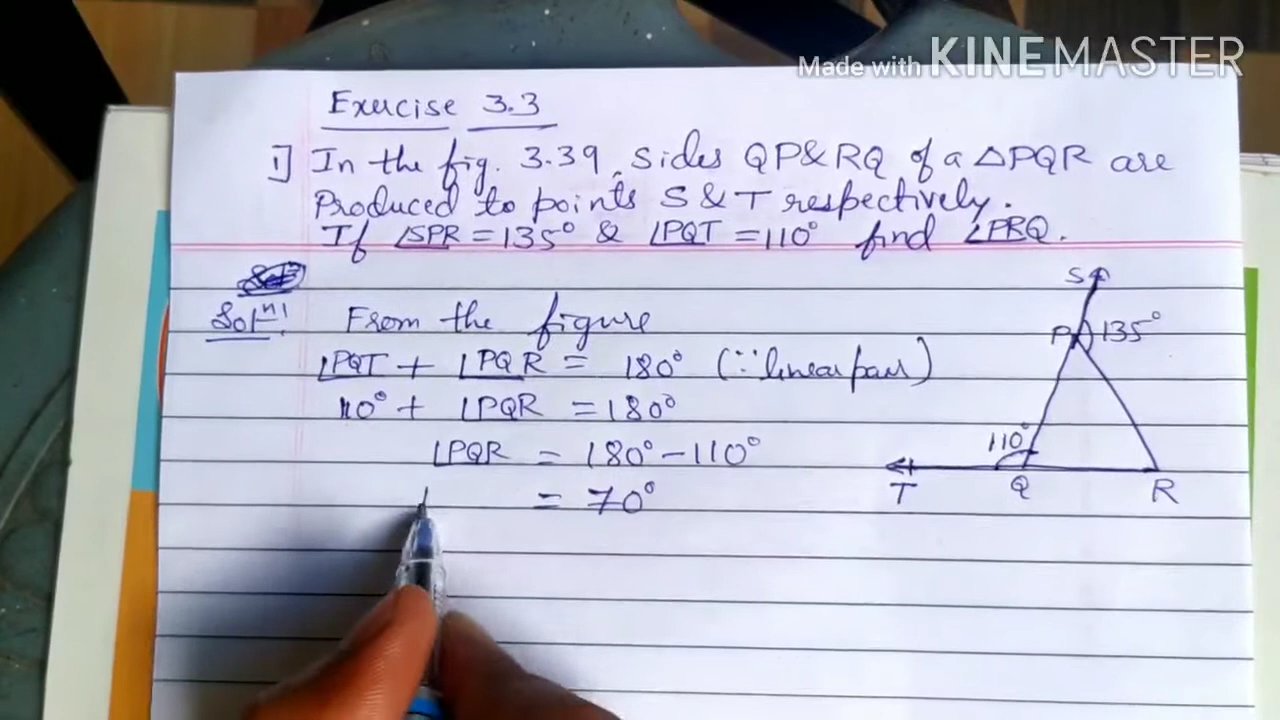 Made with KINEMASTER
Exercise 3.3
1] In the fig. 3.39, sides QP & RQ of a △PQR are
Produced to points S & T respectively.
If ∠SPR = 135° & ∠PQT = 110° find ∠PRQ.
Solⁿ!
From the figure
∠PQT + ∠PQR = 180° (∵ linear pair)
110° + ∠PQR = 180°
∠PQR = 180° - 110°
= 70°
S
P 135°
110°
T Q R